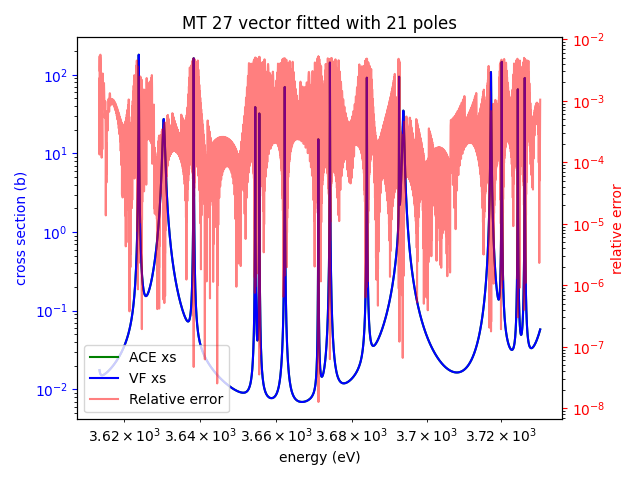 MT 27 vector fitted with 21 poles
cross section (b)
10²
10¹
10⁰
10⁻¹
10⁻²
ACE xs
VF xs
Relative error
10⁻²
10⁻³
10⁻⁴
10⁻⁵
10⁻⁶
10⁻⁷
10⁻⁸
relative error
3.62 × 10³ 3.64 × 10³ 3.66 × 10³ 3.68 × 10³ 3.7 × 10³ 3.72 × 10³
energy (eV)